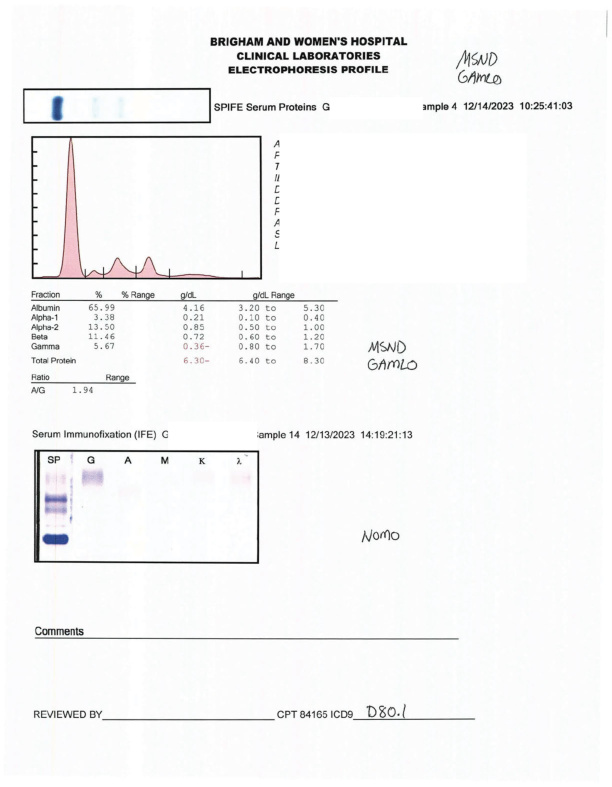 BRIGHAM AND WOMEN'S HOSPITAL
CLINICAL LABORATORIES
ELECTROPHORESIS PROFILE
MSND
GAMLO
SPIFE Serum Proteins G ample 4 12/14/2023 10:25:41:03
A
F
T
D
F
A
S
L
Fraction % % Range g/dL g/dL Range
Albumin 65.99 4.16 3.20 to 5.30
Alpha-1 3.38 0.21 0.10 to 0.40
Alpha-2 13.50 0.85 0.50 to 1.00
Beta 11.46 0.72 0.60 to 1.20
Gamma 5.67 0.36- 0.80 to 1.70
Total Protein 6.30- 6.40 to 8.30
MSND
GAMLO
Ratio Range
A/G 1.94
Serum Immunofixation (IFE) G ample 14 12/13/2023 14:19:21:13
SP G A M K λ
NOMO
Comments
REVIEWED BY CPT 84165 ICD9 D80.1